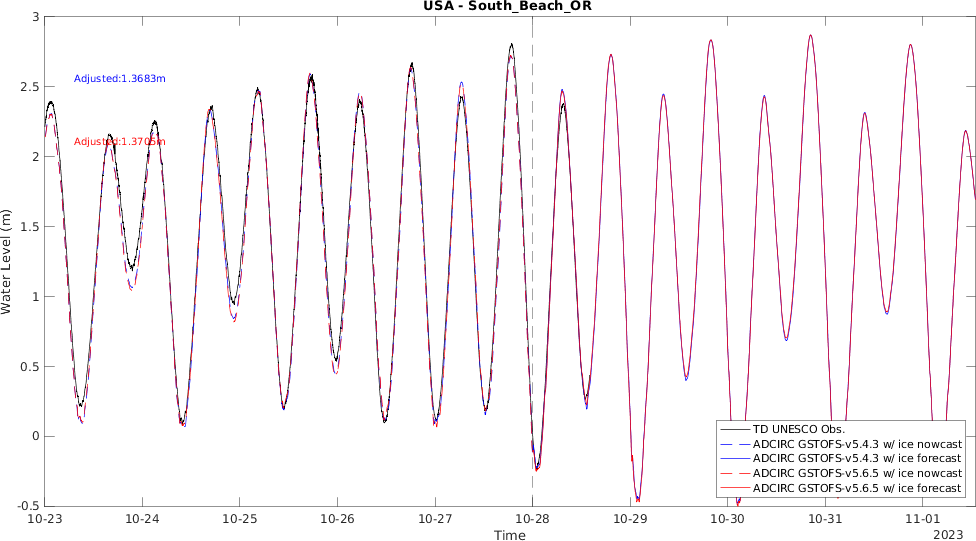 USA - South_Beach_OR
3
2.5
2
1.5
1
0.5
0
-0.5
Water Level (m)
Adjusted:1.3683m
Adjusted:1.3705m
TD UNESCO Obs.
ADCIRC GSTOFS-v5.4.3 w/ ice nowcast
ADCIRC GSTOFS-v5.4.3 w/ ice forecast
ADCIRC GSTOFS-v5.6.5 w/ ice nowcast
ADCIRC GSTOFS-v5.6.5 w/ ice forecast
10-23 10-24 10-25 10-26 10-27 10-28 10-29 10-30 10-31 11-01
Time
2023